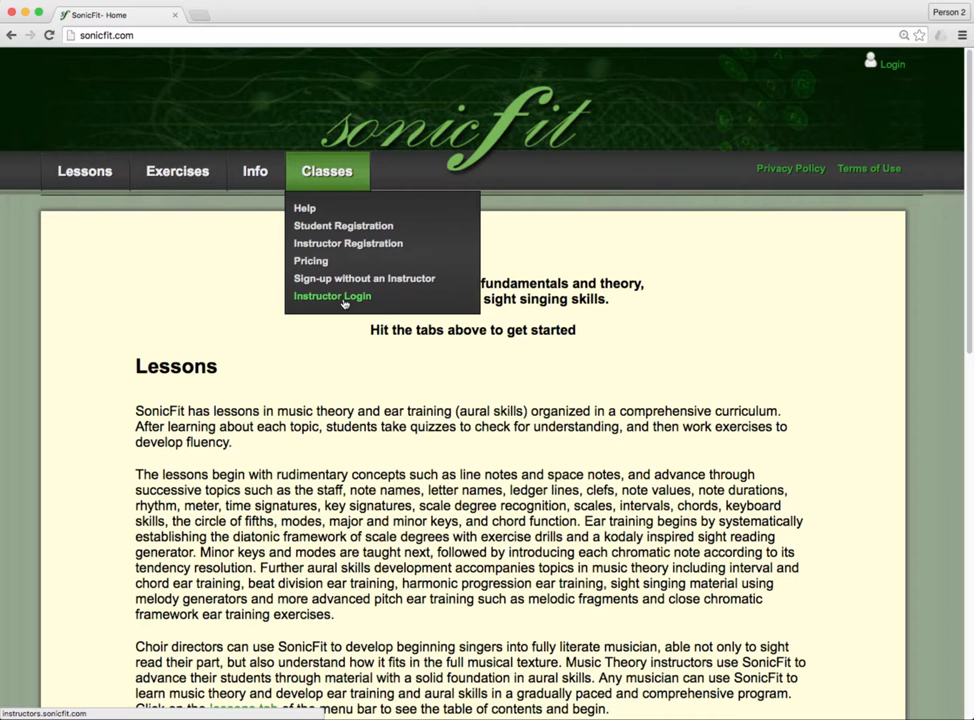 SonicFit- Home
Person 2
sonicfit.com
Login
sonicfit
Lessons
Exercises
Info
Classes
Privacy Policy
Terms of Use
Help
Student Registration
Instructor Registration
Pricing
Sign-up without an Instructor
Instructor Login
fundamentals and theory,
sight singing skills.
Hit the tabs above to get started
Lessons
SonicFit has lessons in music theory and ear training (aural skills) organized in a comprehensive curriculum.
After learning about each topic, students take quizzes to check for understanding, and then work exercises to
develop fluency.
The lessons begin with rudimentary concepts such as line notes and space notes, and advance through
successive topics such as the staff, note names, letter names, ledger lines, clefs, note values, note durations,
rhythm, meter, time signatures, key signatures, scale degree recognition, scales, intervals, chords, keyboard
skills, the circle of fifths, modes, major and minor keys, and chord function. Ear training begins by systematically
establishing the diatonic framework of scale degrees with exercise drills and a kodaly inspired sight reading
generator. Minor keys and modes are taught next, followed by introducing each chromatic note according to its
tendency resolution. Further aural skills development accompanies topics in music theory including interval and
chord ear training, beat division ear training, harmonic progression ear training, sight singing material using
melody generators and more advanced pitch ear training such as melodic fragments and close chromatic
framework ear training exercises.
Choir directors can use SonicFit to develop beginning singers into fully literate musician, able not only to sight
read their part, but also understand how it fits in the full musical texture. Music Theory instructors use SonicFit to
advance their students through material with a solid foundation in aural skills. Any musician can use SonicFit to
learn music theory and develop ear training and aural skills in a gradually paced and comprehensive program.
Click on the lessons tab of the menu bar to see the table of contents and begin.
instructors.sonicfit.com